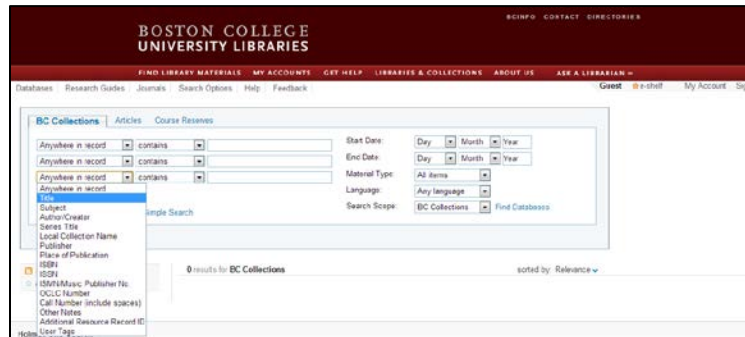 BCINFO CONTACT DIRECTORIES
BOSTON COLLEGE
UNIVERSITY LIBRARIES
FIND LIBRARY MATERIALS MY ACCOUNTS GET HELP LIBRARIES & COLLECTIONS ABOUT US ASK A LIBRARIAN
Databases Research Guides Journals Search Options Help Feedback Guest e-shelf My Account
BC Collections Articles Course Reserves
Anywhere in record contains Start Date: Day Month Year
Anywhere in record contains End Date: Day Month Year
Anywhere in record contains Material Type: All items
Anywhere in record
Title Language: Any language
Subject
Author/Creator Simple Search Search Scope: BC Collections Find Databases
Series Title
Local Collection Name
Publisher
Place of Publication
ISBN 0 results for BC Collections sorted by: Relevance
ISSN
ISMN/Music Publisher No.
OCLC Number
Call Number (include spaces)
Other Notes
Additional Resource Record ID
User Tags